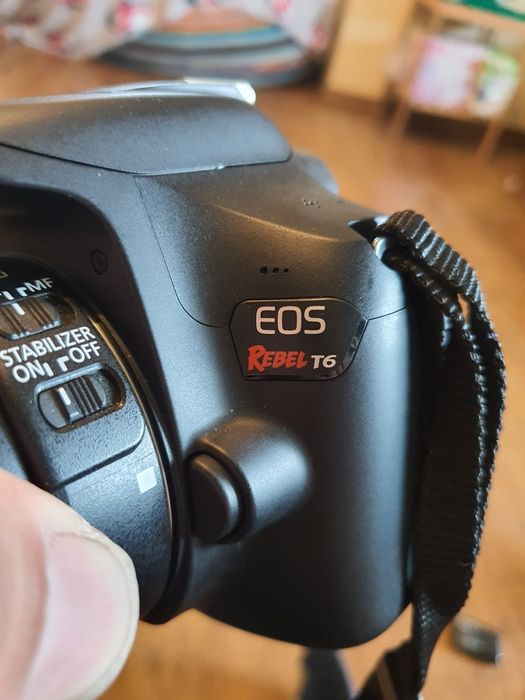 MF
STABILIZER
ON OFF
EOS
REBEL T6